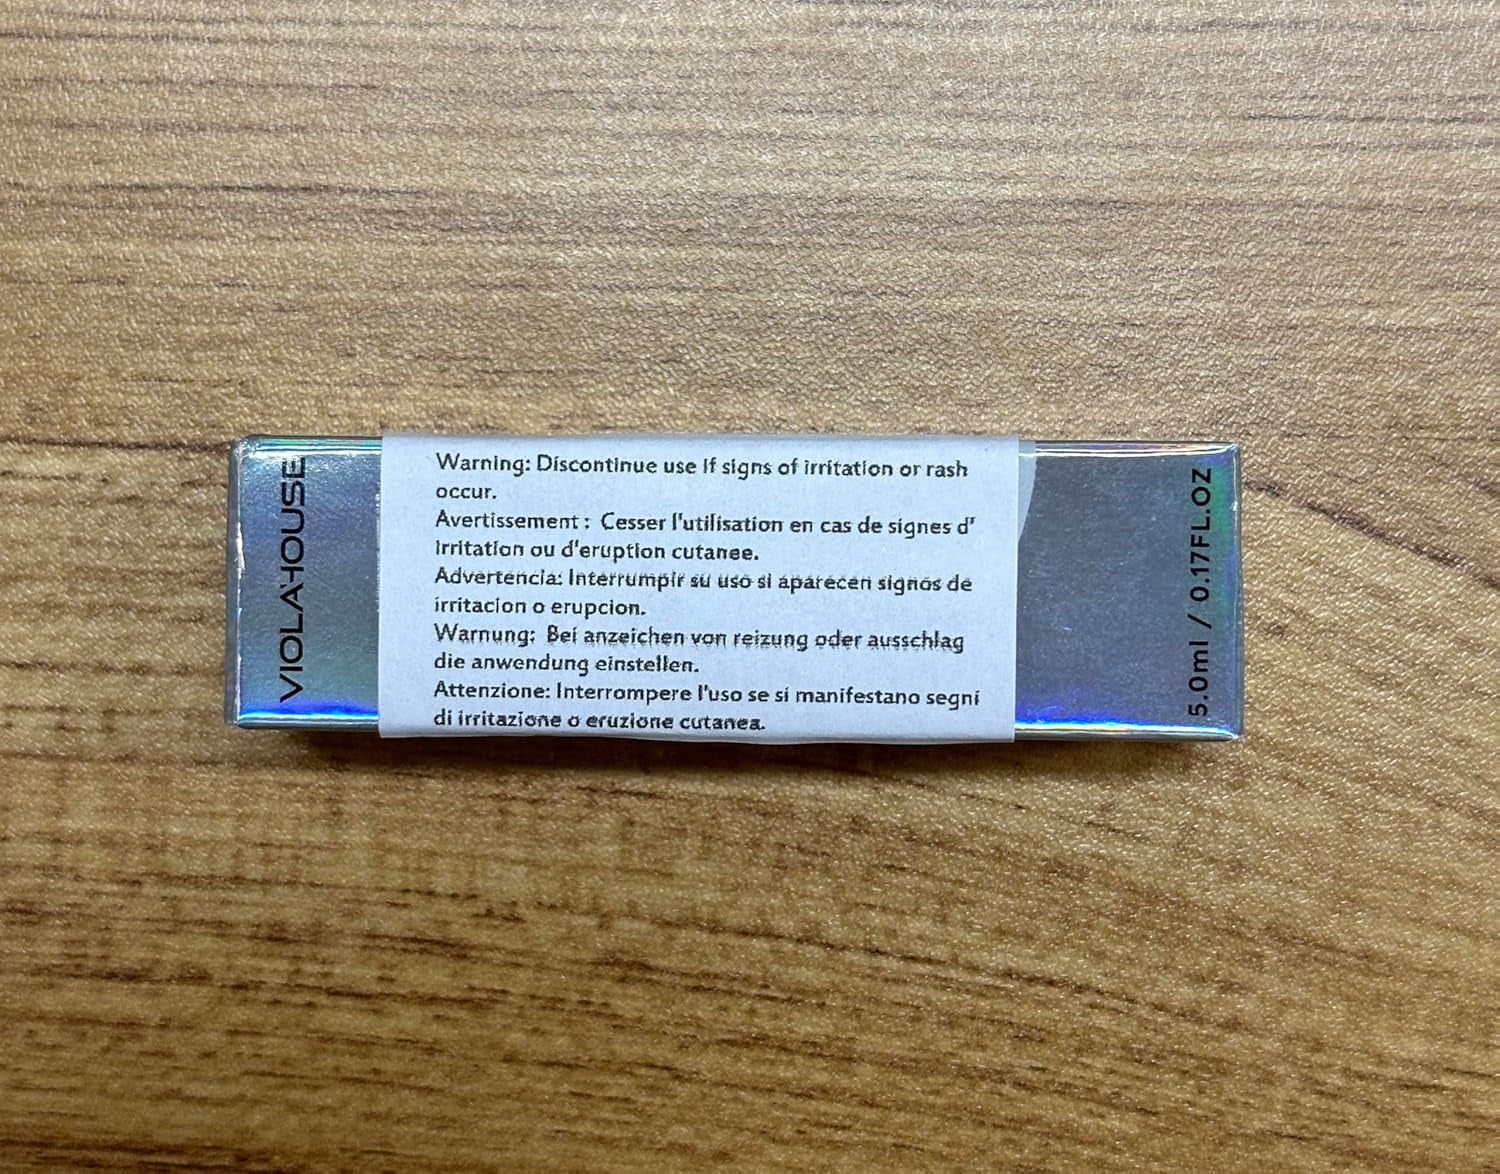 VIOLAHOUSE
Warning: Discontinue use if signs of irritation or rash
occur.
Avertissement : Cesser l'utilisation en cas de signes d'
irritation ou d'eruption cutanee.
Advertencia: Interrumpir su uso si aparecen signos de
irritacion o erupcion.
Warnung: Bei anzeichen von reizung oder ausschlag
die anwendung einstellen.
Attenzione: Interrompere l'uso se si manifestano segni
di irritazione o eruzione cutanea.
5.0ml / 0.17FL.OZ